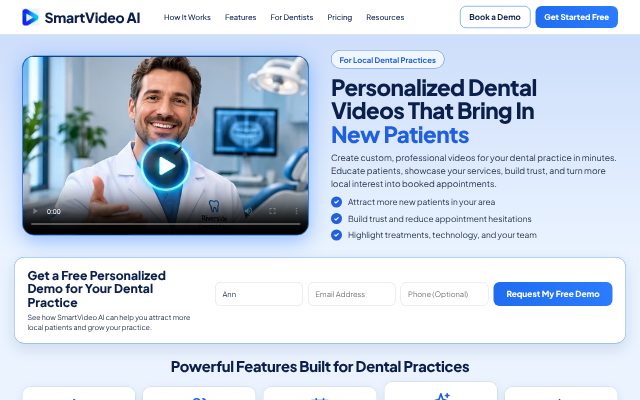 SmartVideo AI
How It Works
Features
For Dentists
Pricing
Resources
Book a Demo
Get Started Free
For Local Dental Practices
Personalized Dental
Videos That Bring In
New Patients
Create custom, professional videos for your dental practice in minutes.
Educate patients, showcase your services, build trust, and turn more
local interest into booked appointments.
Attract more new patients in your area
Build trust and reduce appointment hesitations
Highlight treatments, technology, and your team
Riverside
0:00
Get a Free Personalized
Demo for Your Dental
Practice
See how SmartVideo AI can help you attract more
local patients and grow your practice.
Ann
Email Address
Phone (Optional)
Request My Free Demo
Powerful Features Built for Dental Practices